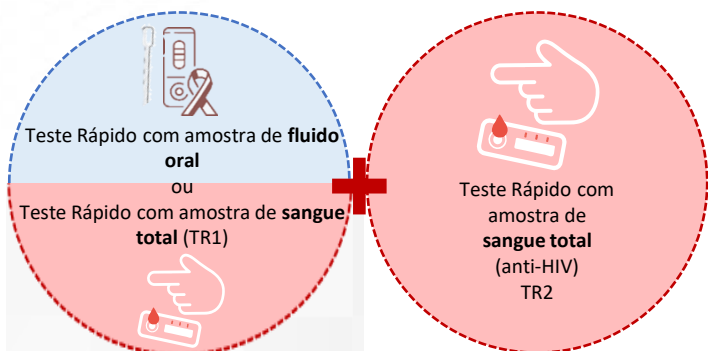 Teste Rápido com amostra de fluido
oral
ou
Teste Rápido com amostra de sangue
total (TR1)
Teste Rápido com
amostra de
sangue total
(anti-HIV)
TR2